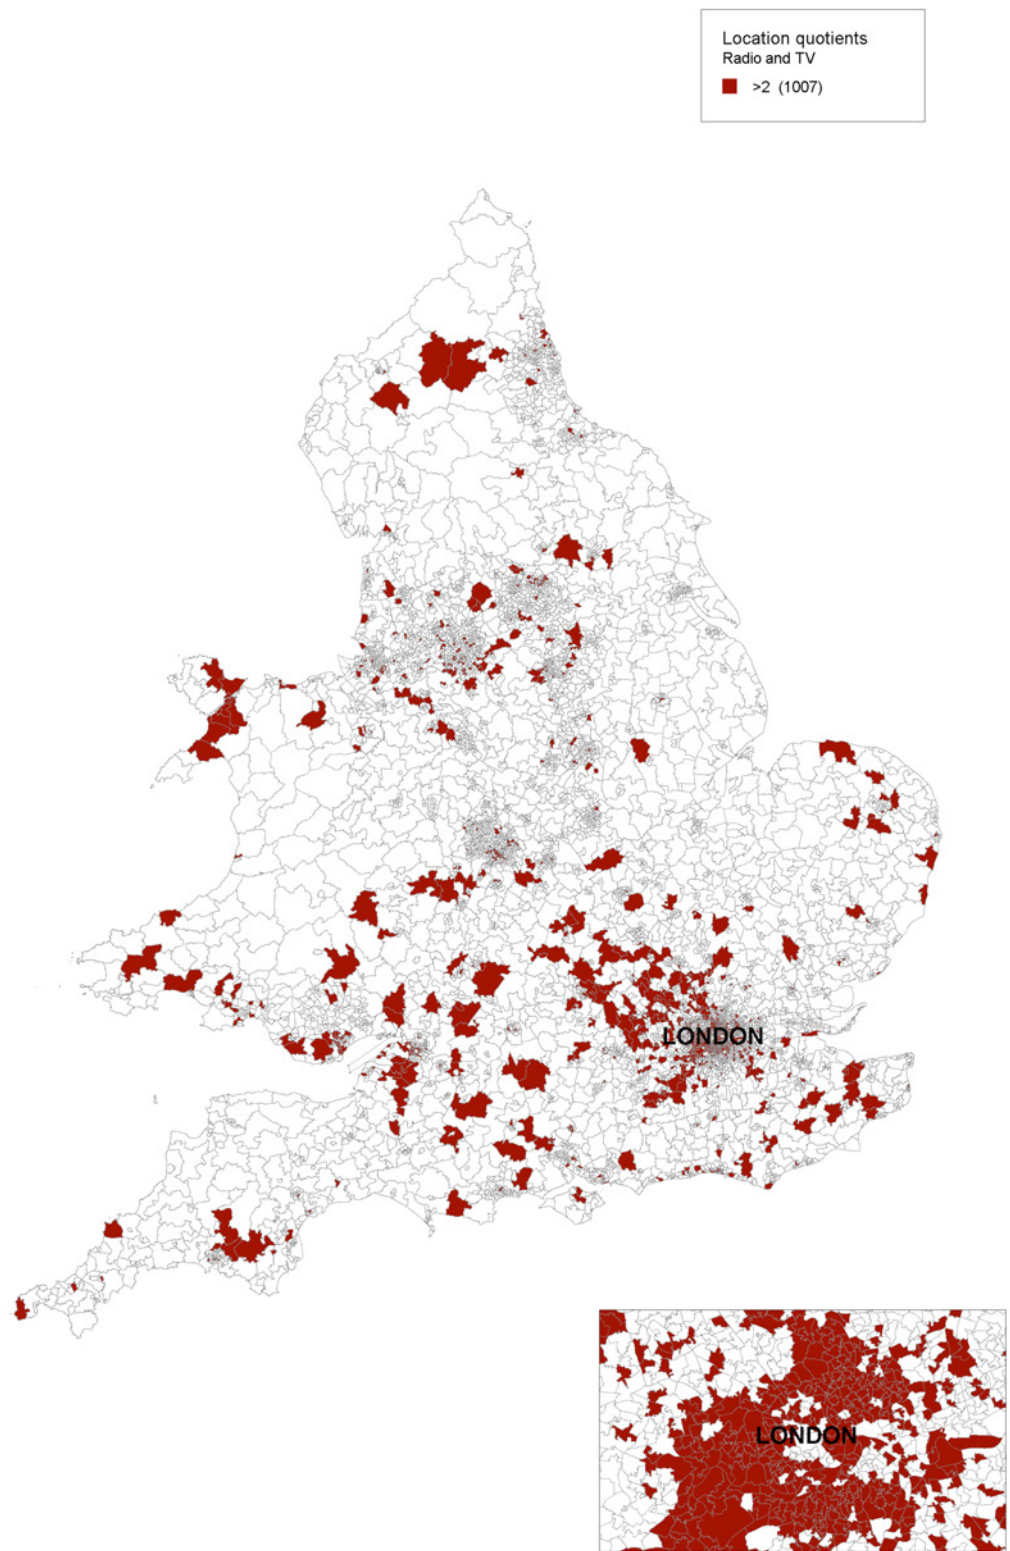 Location quotients
Radio and TV
>2 (1007)
LONDON
LONDON